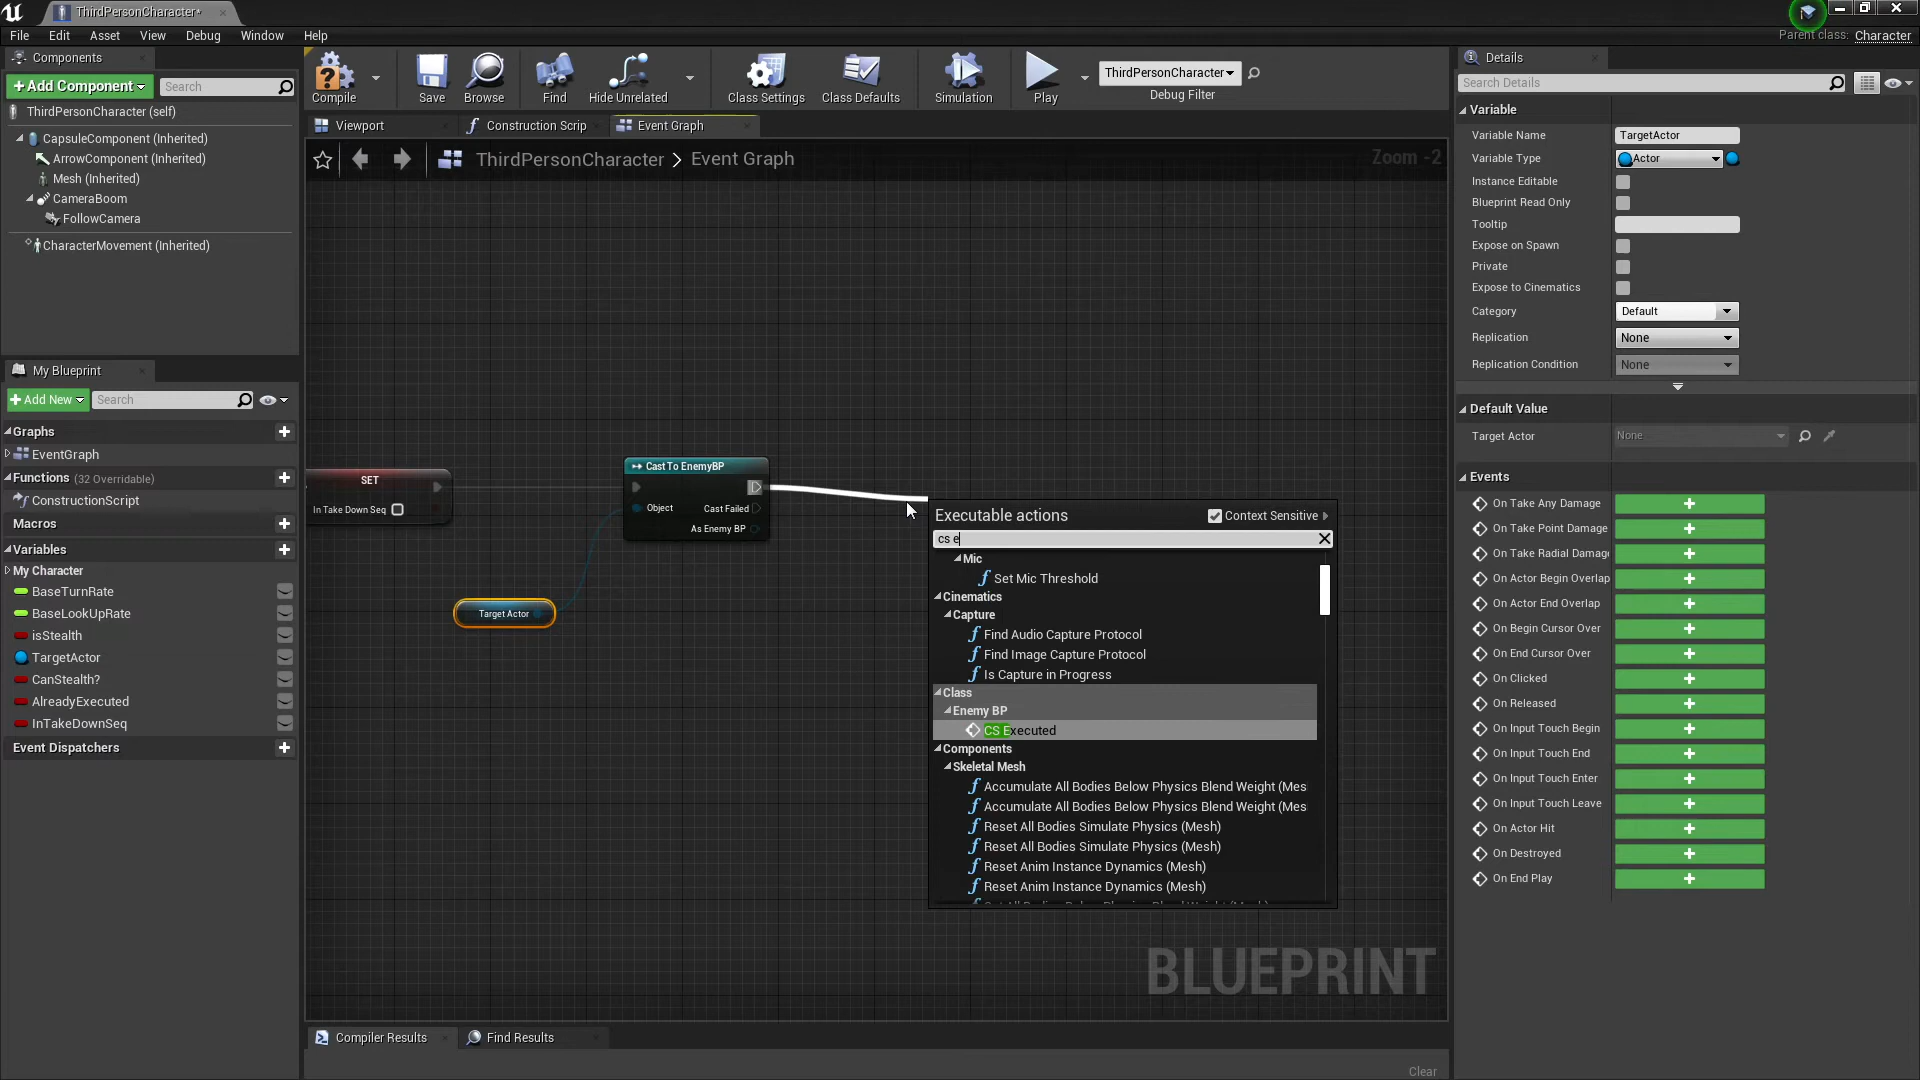 ThirdPersonCharacter*
File Edit Asset View Debug Window Help
Parent class: Character
Components
+Add Component
Search
ThirdPersonCharacter (self)
CapsuleComponent (Inherited)
ArrowComponent (Inherited)
Mesh (Inherited)
CameraBoom
FollowCamera
CharacterMovement (Inherited)
My Blueprint
+Add New
Search
Graphs
EventGraph
Functions (32 Overridable)
ConstructionScript
Macros
Variables
My Character
BaseTurnRate
BaseLookUpRate
isStealth
TargetActor
CanStealth?
AlreadyExecuted
InTakeDownSeq
Event Dispatchers
Compile
Save
Browse
Find
Hide Unrelated
Class Settings
Class Defaults
Simulation
Play
ThirdPersonCharacter
Debug Filter
Viewport
Construction Scrip
Event Graph
ThirdPersonCharacter > Event Graph
Zoom -2
SET
In Take Down Seq
Cast To EnemyBP
Object
Cast Failed
As Enemy BP
Target Actor
Executable actions
Context Sensitive
cs e
Mic
Set Mic Threshold
Cinematics
Capture
Find Audio Capture Protocol
Find Image Capture Protocol
Is Capture in Progress
Class
Enemy BP
CS Executed
Components
Skeletal Mesh
Accumulate All Bodies Below Physics Blend Weight (Mes
Accumulate All Bodies Below Physics Blend Weight (Mes
Reset All Bodies Simulate Physics (Mesh)
Reset All Bodies Simulate Physics (Mesh)
Reset Anim Instance Dynamics (Mesh)
Reset Anim Instance Dynamics (Mesh)
BLUEPRINT
Compiler Results
Find Results
Clear
Details
Search Details
Variable
Variable Name TargetActor
Variable Type Actor
Instance Editable
Blueprint Read Only
Tooltip
Expose on Spawn
Private
Expose to Cinematics
Category Default
Replication None
Replication Condition None
Default Value
Target Actor None
Events
On Take Any Damage
On Take Point Damage
On Take Radial Damag
On Actor Begin Overlap
On Actor End Overlap
On Begin Cursor Over
On End Cursor Over
On Clicked
On Released
On Input Touch Begin
On Input Touch End
On Input Touch Enter
On Input Touch Leave
On Actor Hit
On Destroyed
On End Play